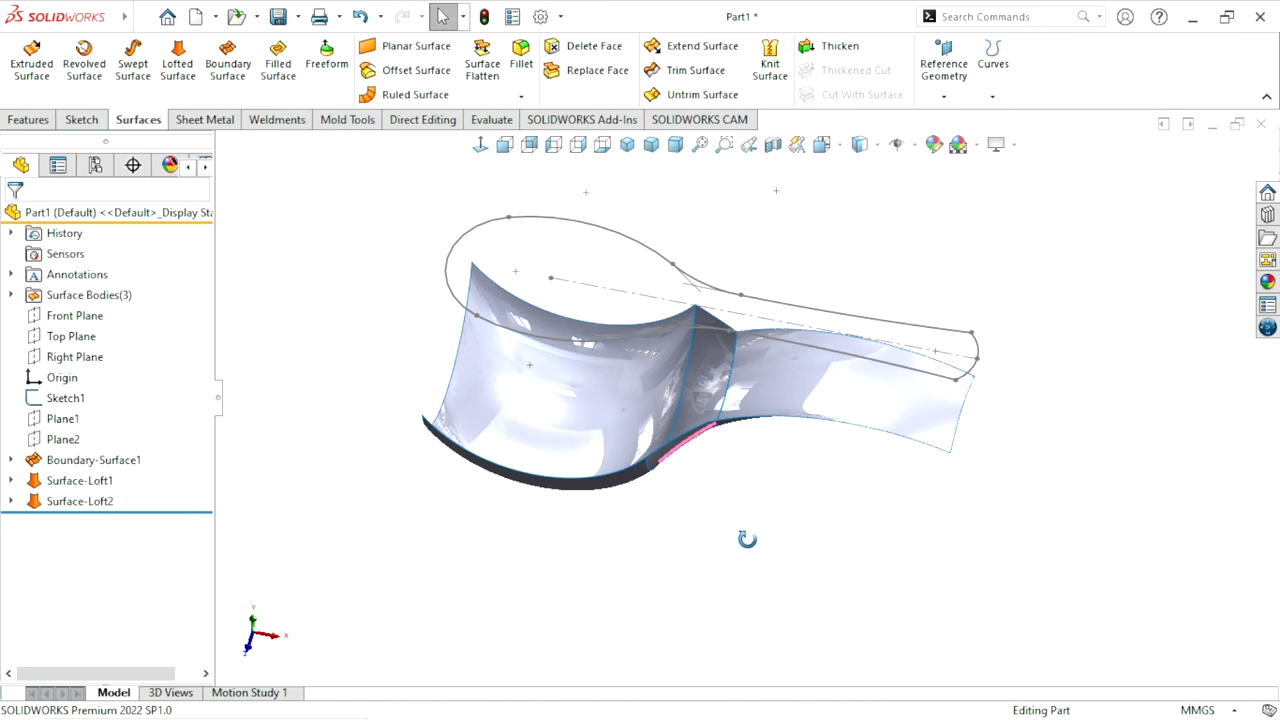 SOLIDWORKS
Part1 *
Search Commands
Extruded Surface
Revolved Surface
Swept Surface
Lofted Surface
Boundary Surface
Filled Surface
Freeform
Planar Surface
Offset Surface
Ruled Surface
Surface Flatten
Fillet
Delete Face
Replace Face
Extend Surface
Trim Surface
Untrim Surface
Knit Surface
Thicken
Thickened Cut
Cut With Surface
Reference Geometry
Curves
Features
Sketch
Surfaces
Sheet Metal
Weldments
Mold Tools
Direct Editing
Evaluate
SOLIDWORKS Add-Ins
SOLIDWORKS CAM
Part1 (Default) <<Default>_Display Sta
History
Sensors
Annotations
Surface Bodies(3)
Front Plane
Top Plane
Right Plane
Origin
Sketch1
Plane1
Plane2
Boundary-Surface1
Surface-Loft1
Surface-Loft2
Y
X
Z
Model
3D Views
Motion Study 1
SOLIDWORKS Premium 2022 SP1.0
Editing Part
MMGS